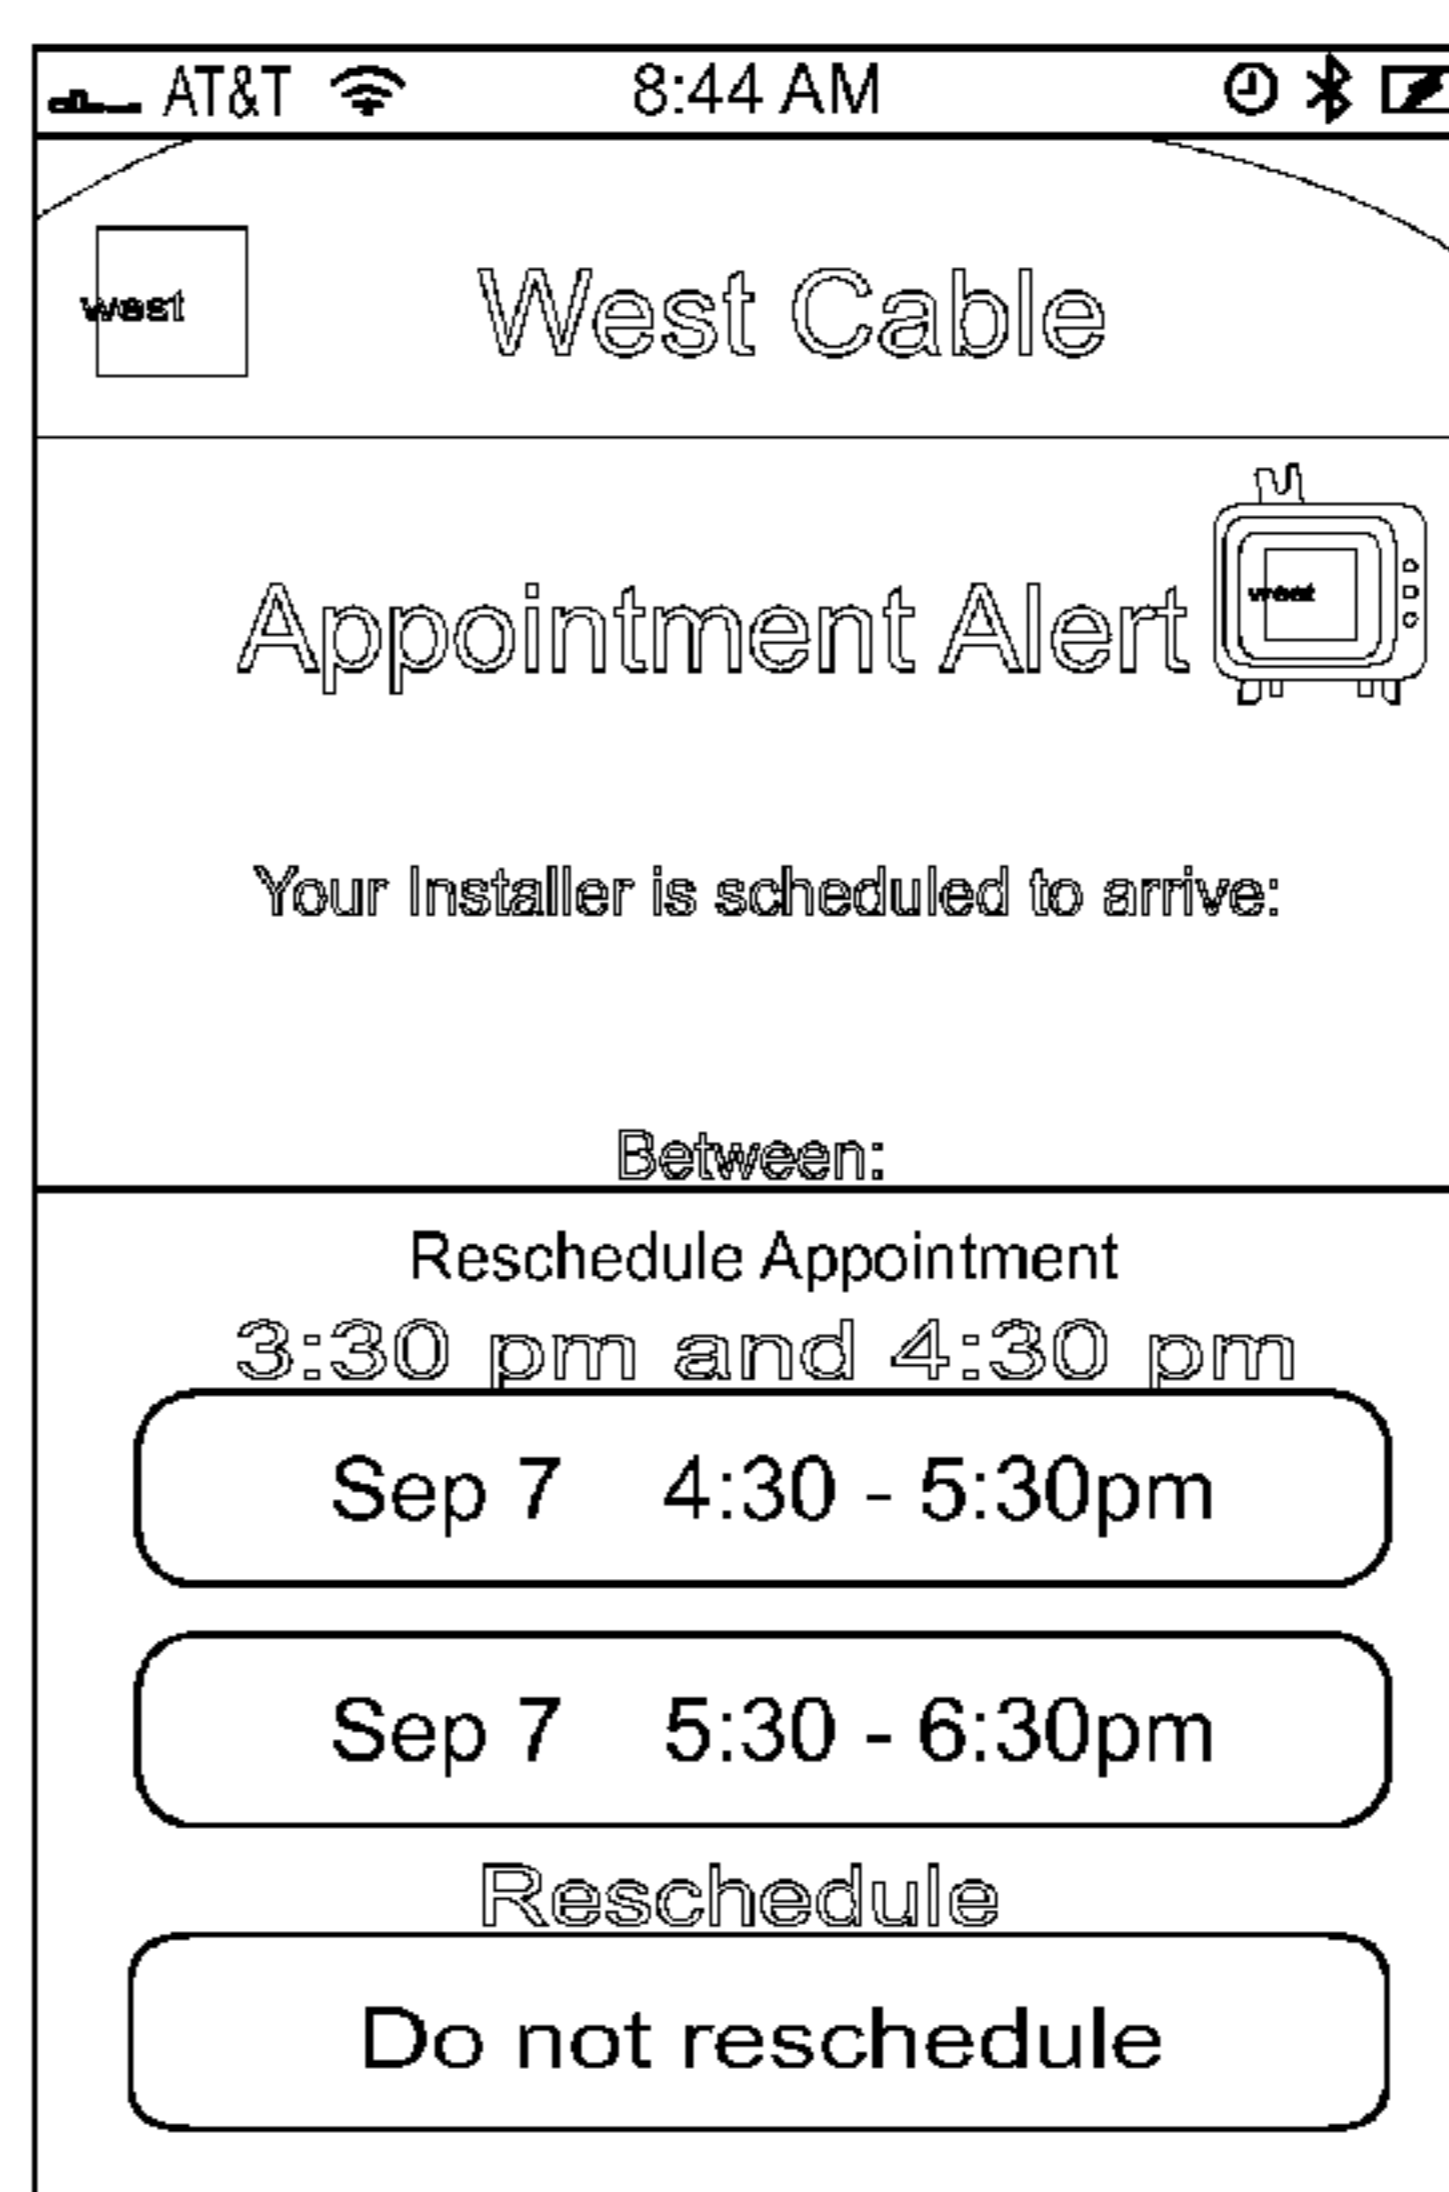 AT&T 8:44 AM
west West Cable
Appointment Alert west
Your Installer is scheduled to arrive:
Between:
Reschedule Appointment
3:30 pm and 4:30 pm
Sep 7 4:30 - 5:30pm
Sep 7 5:30 - 6:30pm
Reschedule
Do not reschedule